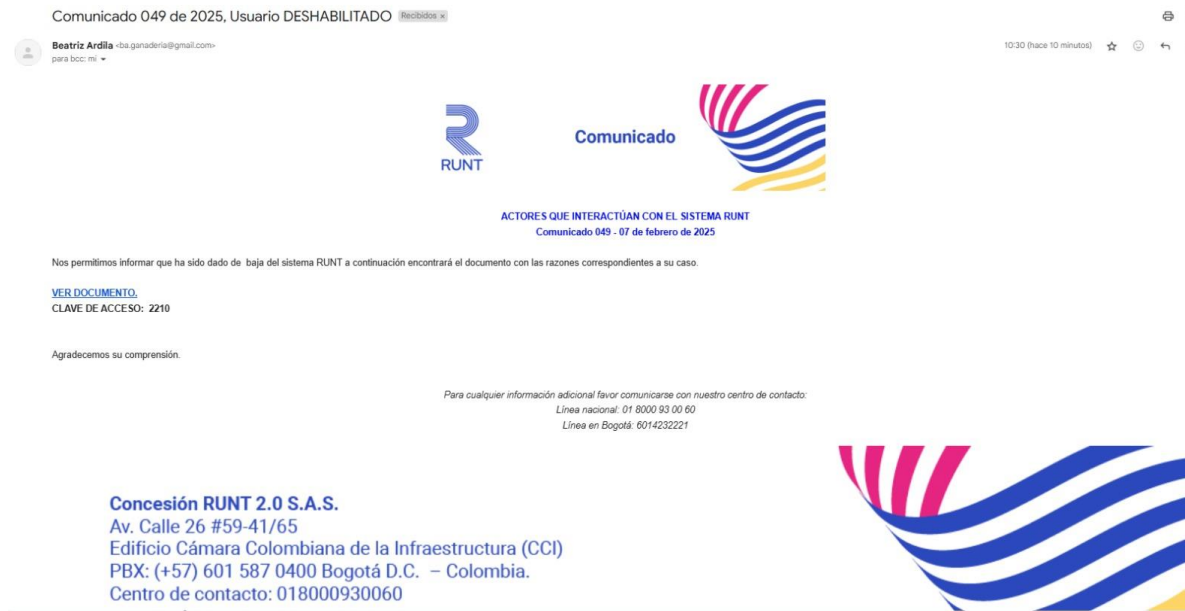 Comunicado 049 de 2025, Usuario DESHABILITADO Recibidos x
Beatriz Ardila <ba.ganaderia@gmail.com>
10:30 (hace 10 minutos)
para bcc: mi
RUNT
Comunicado
ACTORES QUE INTERACTÚAN CON EL SISTEMA RUNT
Comunicado 049 - 07 de febrero de 2025
Nos permitimos informar que ha sido dado de baja del sistema RUNT a continuación encontrará el documento con las razones correspondientes a su caso.
VER DOCUMENTO.
CLAVE DE ACCESO: 2210
Agradecemos su comprensión.
Para cualquier información adicional favor comunicarse con nuestro centro de contacto:
Línea nacional: 01 8000 93 00 60
Línea en Bogotá: 6014232221
Concesión RUNT 2.0 S.A.S.
Av. Calle 26 #59-41/65
Edificio Cámara Colombiana de la Infraestructura (CCI)
PBX: (+57) 601 587 0400 Bogotá D.C. – Colombia.
Centro de contacto: 018000930060